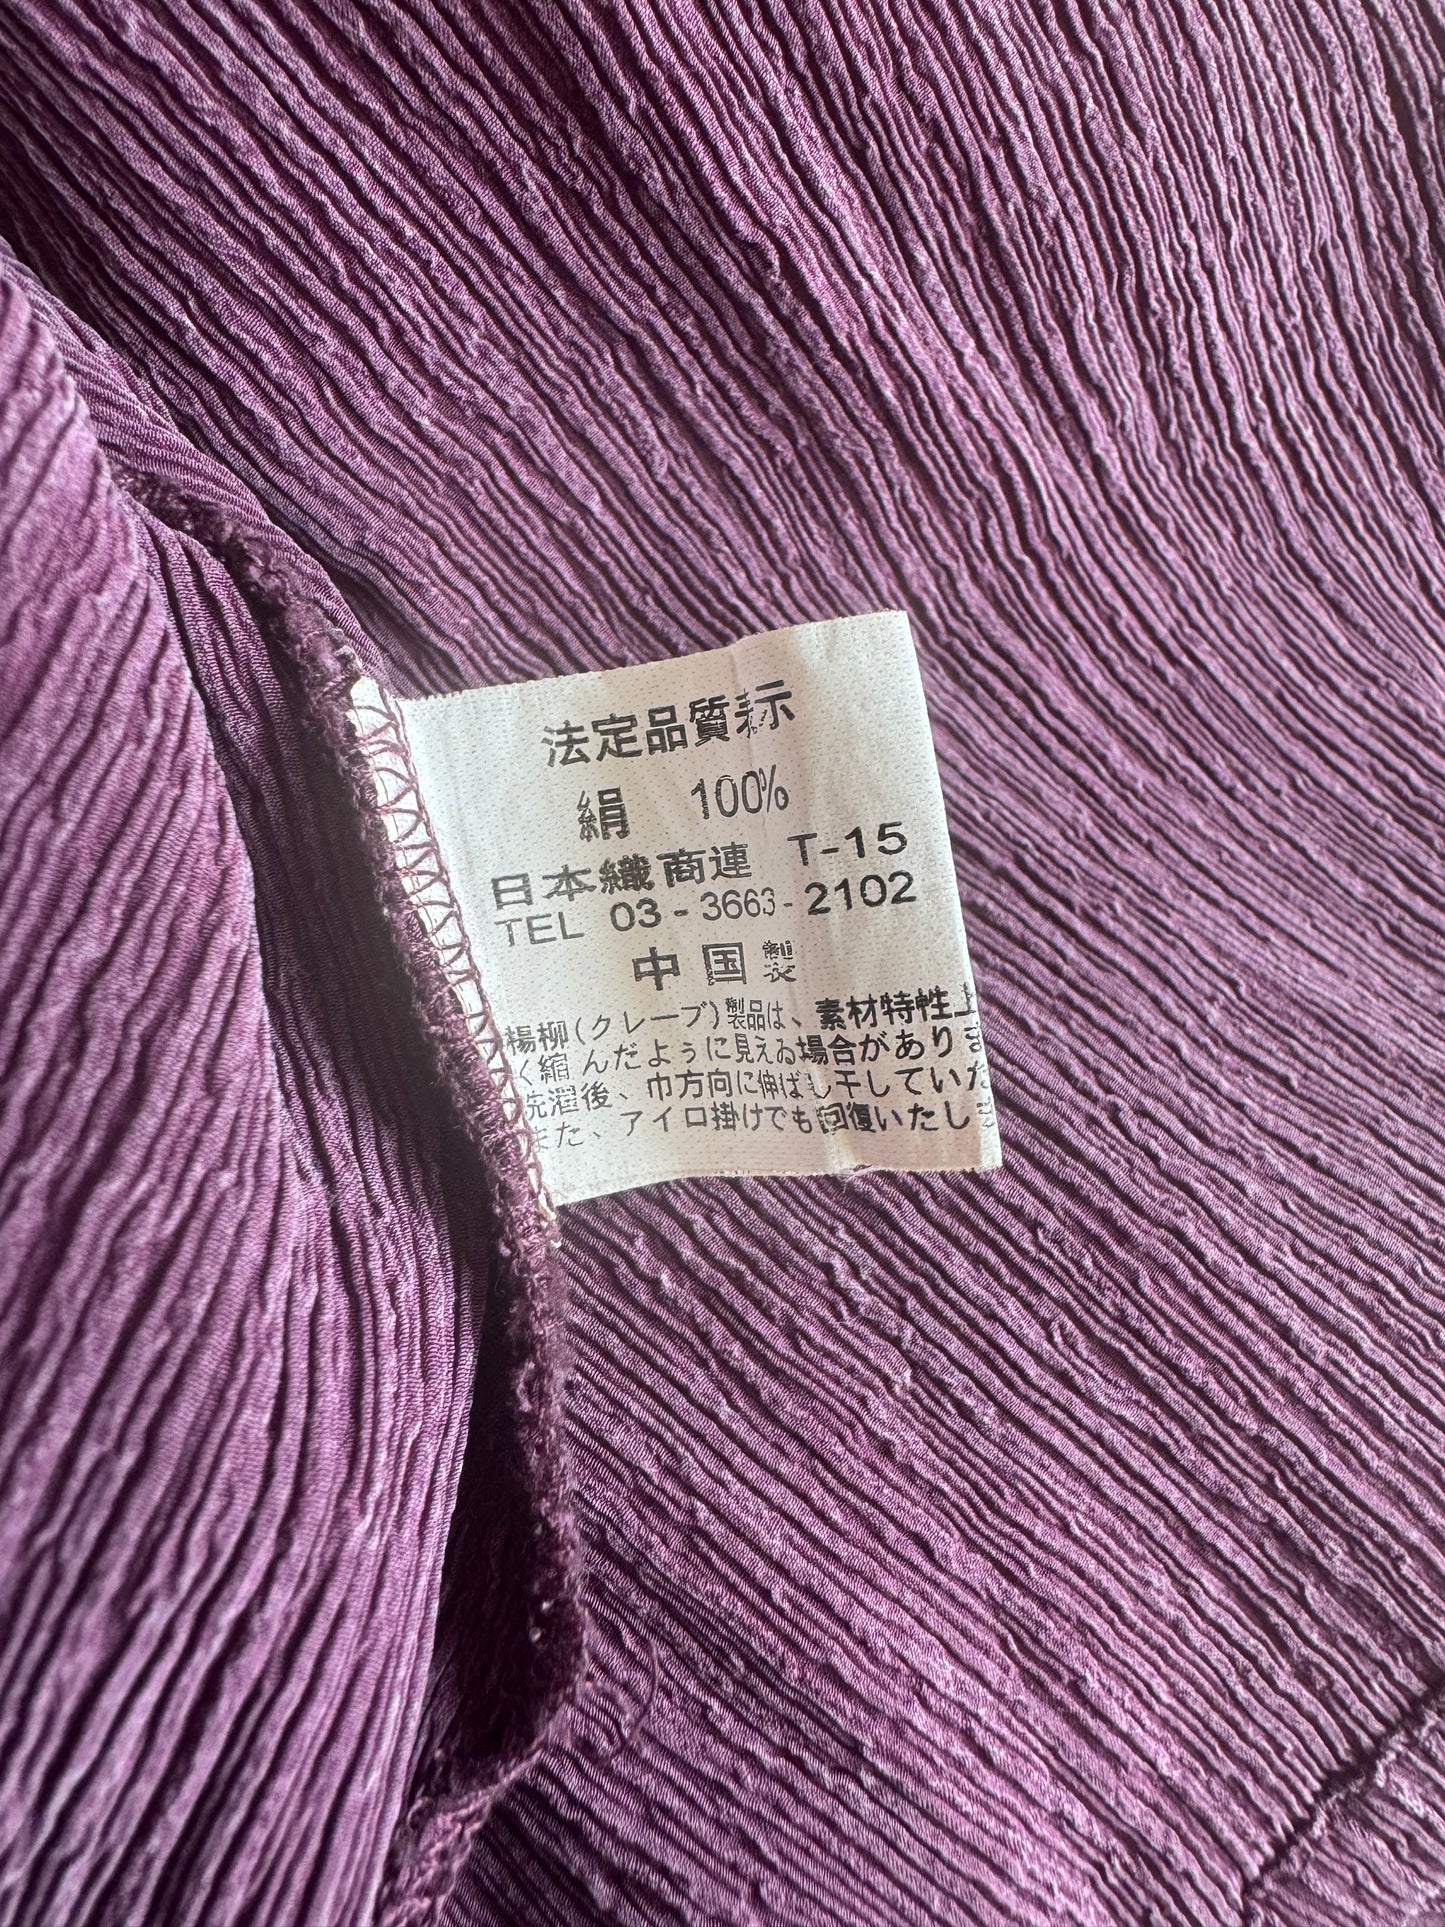 法定品質表示
絹 100%
日本織商連 T-15
TEL 03-3663-2102
中国製
楊柳(クレープ)製品は、素材特性上
く縮んだように見える場合があります
洗濯後、巾方向に伸ばし干していた
また、アイロ掛けでも回復いたし